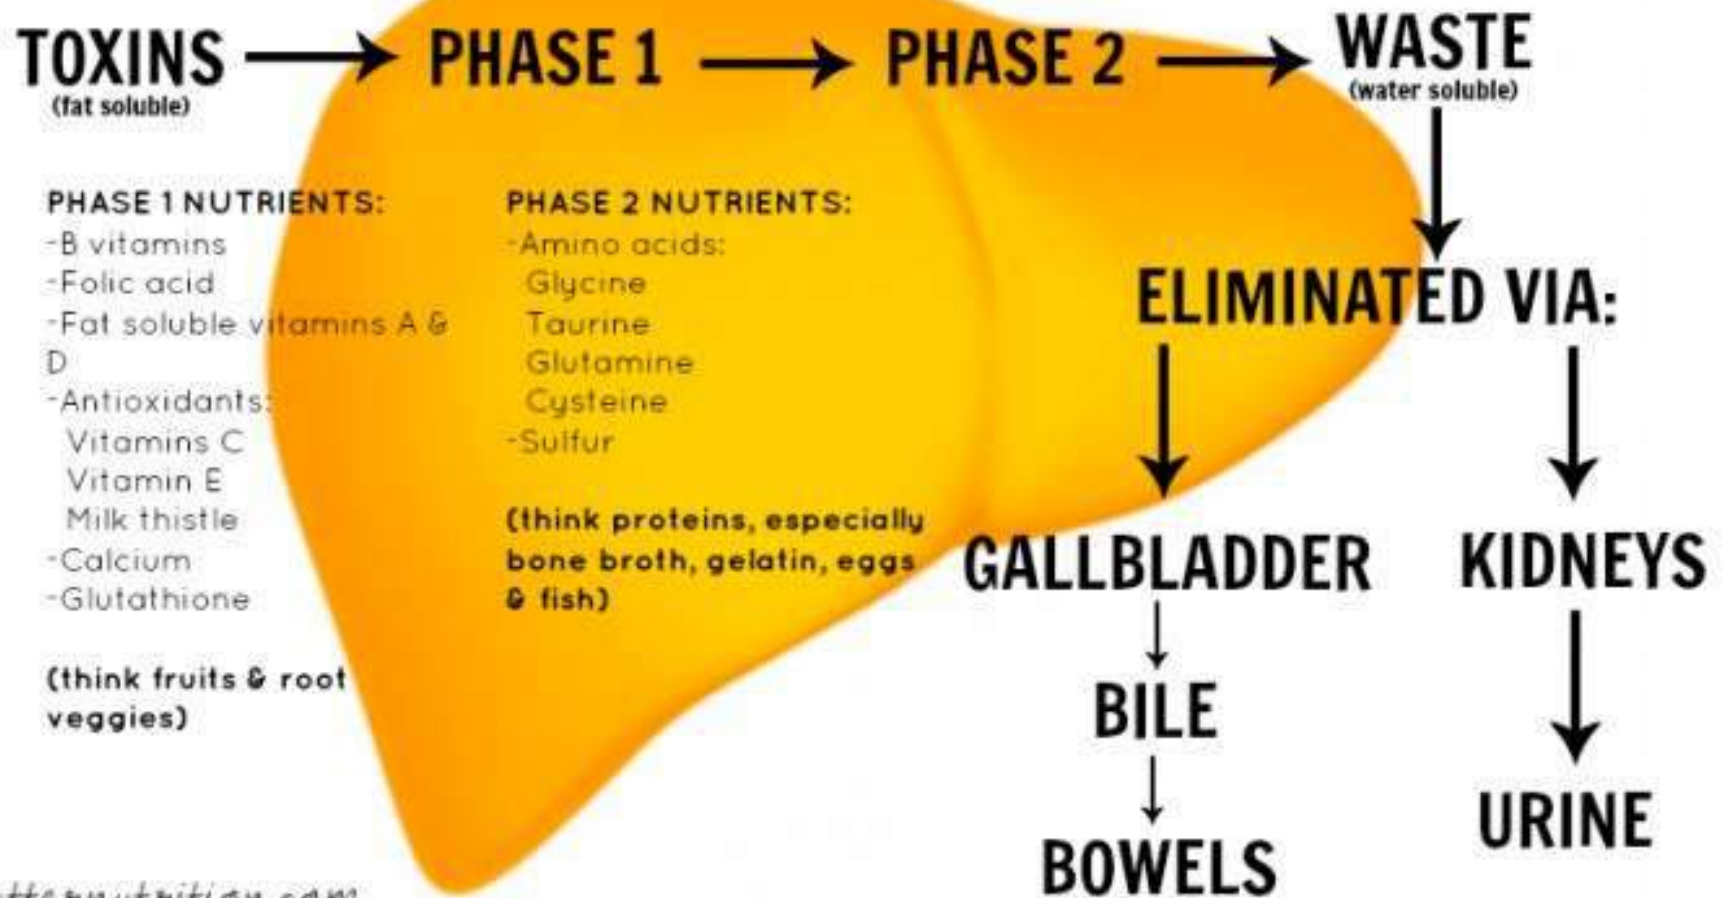 TOXINS
(fat soluble)
PHASE 1
PHASE 2
WASTE
(water soluble)
PHASE 1 NUTRIENTS:
-B vitamins
-Folic acid
-Fat soluble vitamins A &
D
-Antioxidants:
Vitamins C
Vitamin E
Milk thistle
-Calcium
-Glutathione
(think fruits & root
veggies)
PHASE 2 NUTRIENTS:
-Amino acids:
Glycine
Taurine
Glutamine
Cysteine
-Sulfur
(think proteins, especially
bone broth, gelatin, eggs
& fish)
ELIMINATED VIA:
GALLBLADDER
BILE
BOWELS
KIDNEYS
URINE